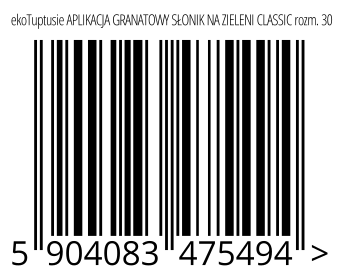 ekoTuptusie APLIKACJA GRANATOWY SŁONIK NA ZIELENI CLASSIC rozm. 30
5 904083 475494 >